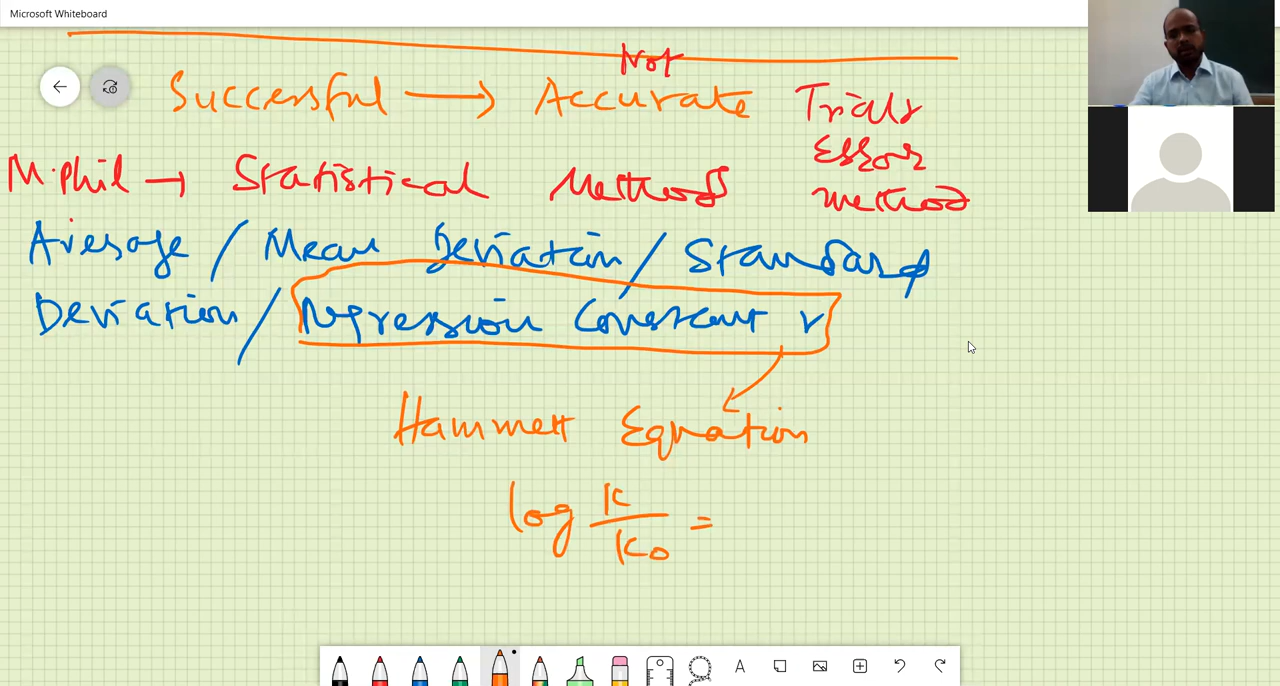 Microsoft Whiteboard
Not
Successful → Accurate
Trials
Error
method
M.Phil → Statistical Methods
Average / Mean Deviation / Standard
Deviation / Regression Constant r
Hammett Equation
log K/K0 =
A